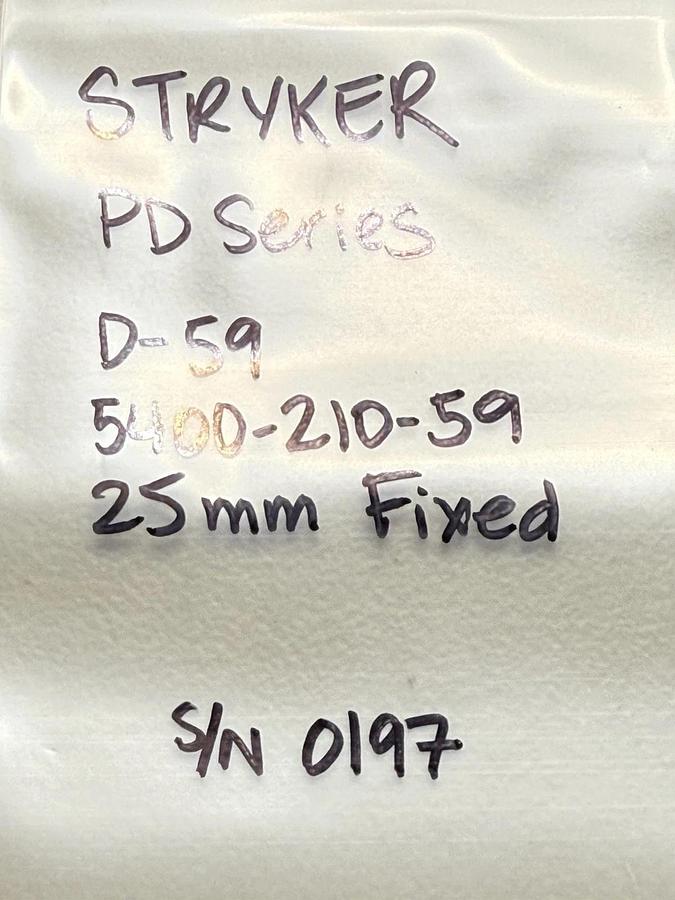 STRYKER
PD Series
D-59
5400-210-59
25mm Fixed
S/N 0197